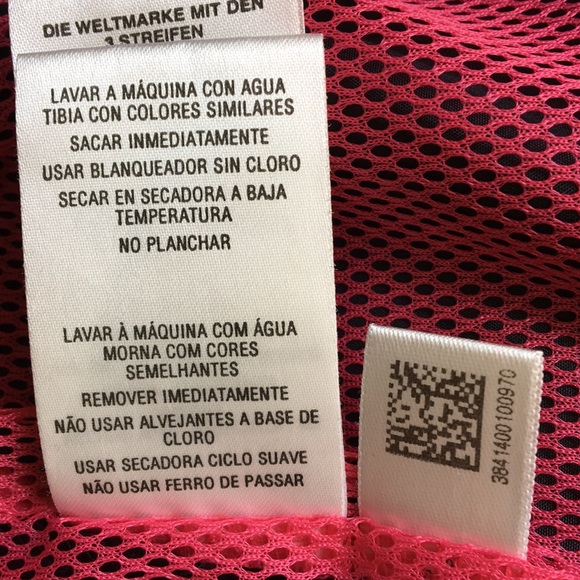 DIE WELTMARKE MIT DEN
3 STREIFEN
LAVAR A MÁQUINA CON AGUA
TIBIA CON COLORES SIMILARES
SACAR INMEDIATAMENTE
USAR BLANQUEADOR SIN CLORO
SECAR EN SECADORA A BAJA
TEMPERATURA
NO PLANCHAR
LAVAR À MÁQUINA COM ÁGUA
MORNA COM CORES
SEMELHANTES
REMOVER IMEDIATAMENTE
NÃO USAR ALVEJANTES A BASE DE
CLORO
USAR SECADORA CICLO SUAVE
NÃO USAR FERRO DE PASSAR
3841400100970